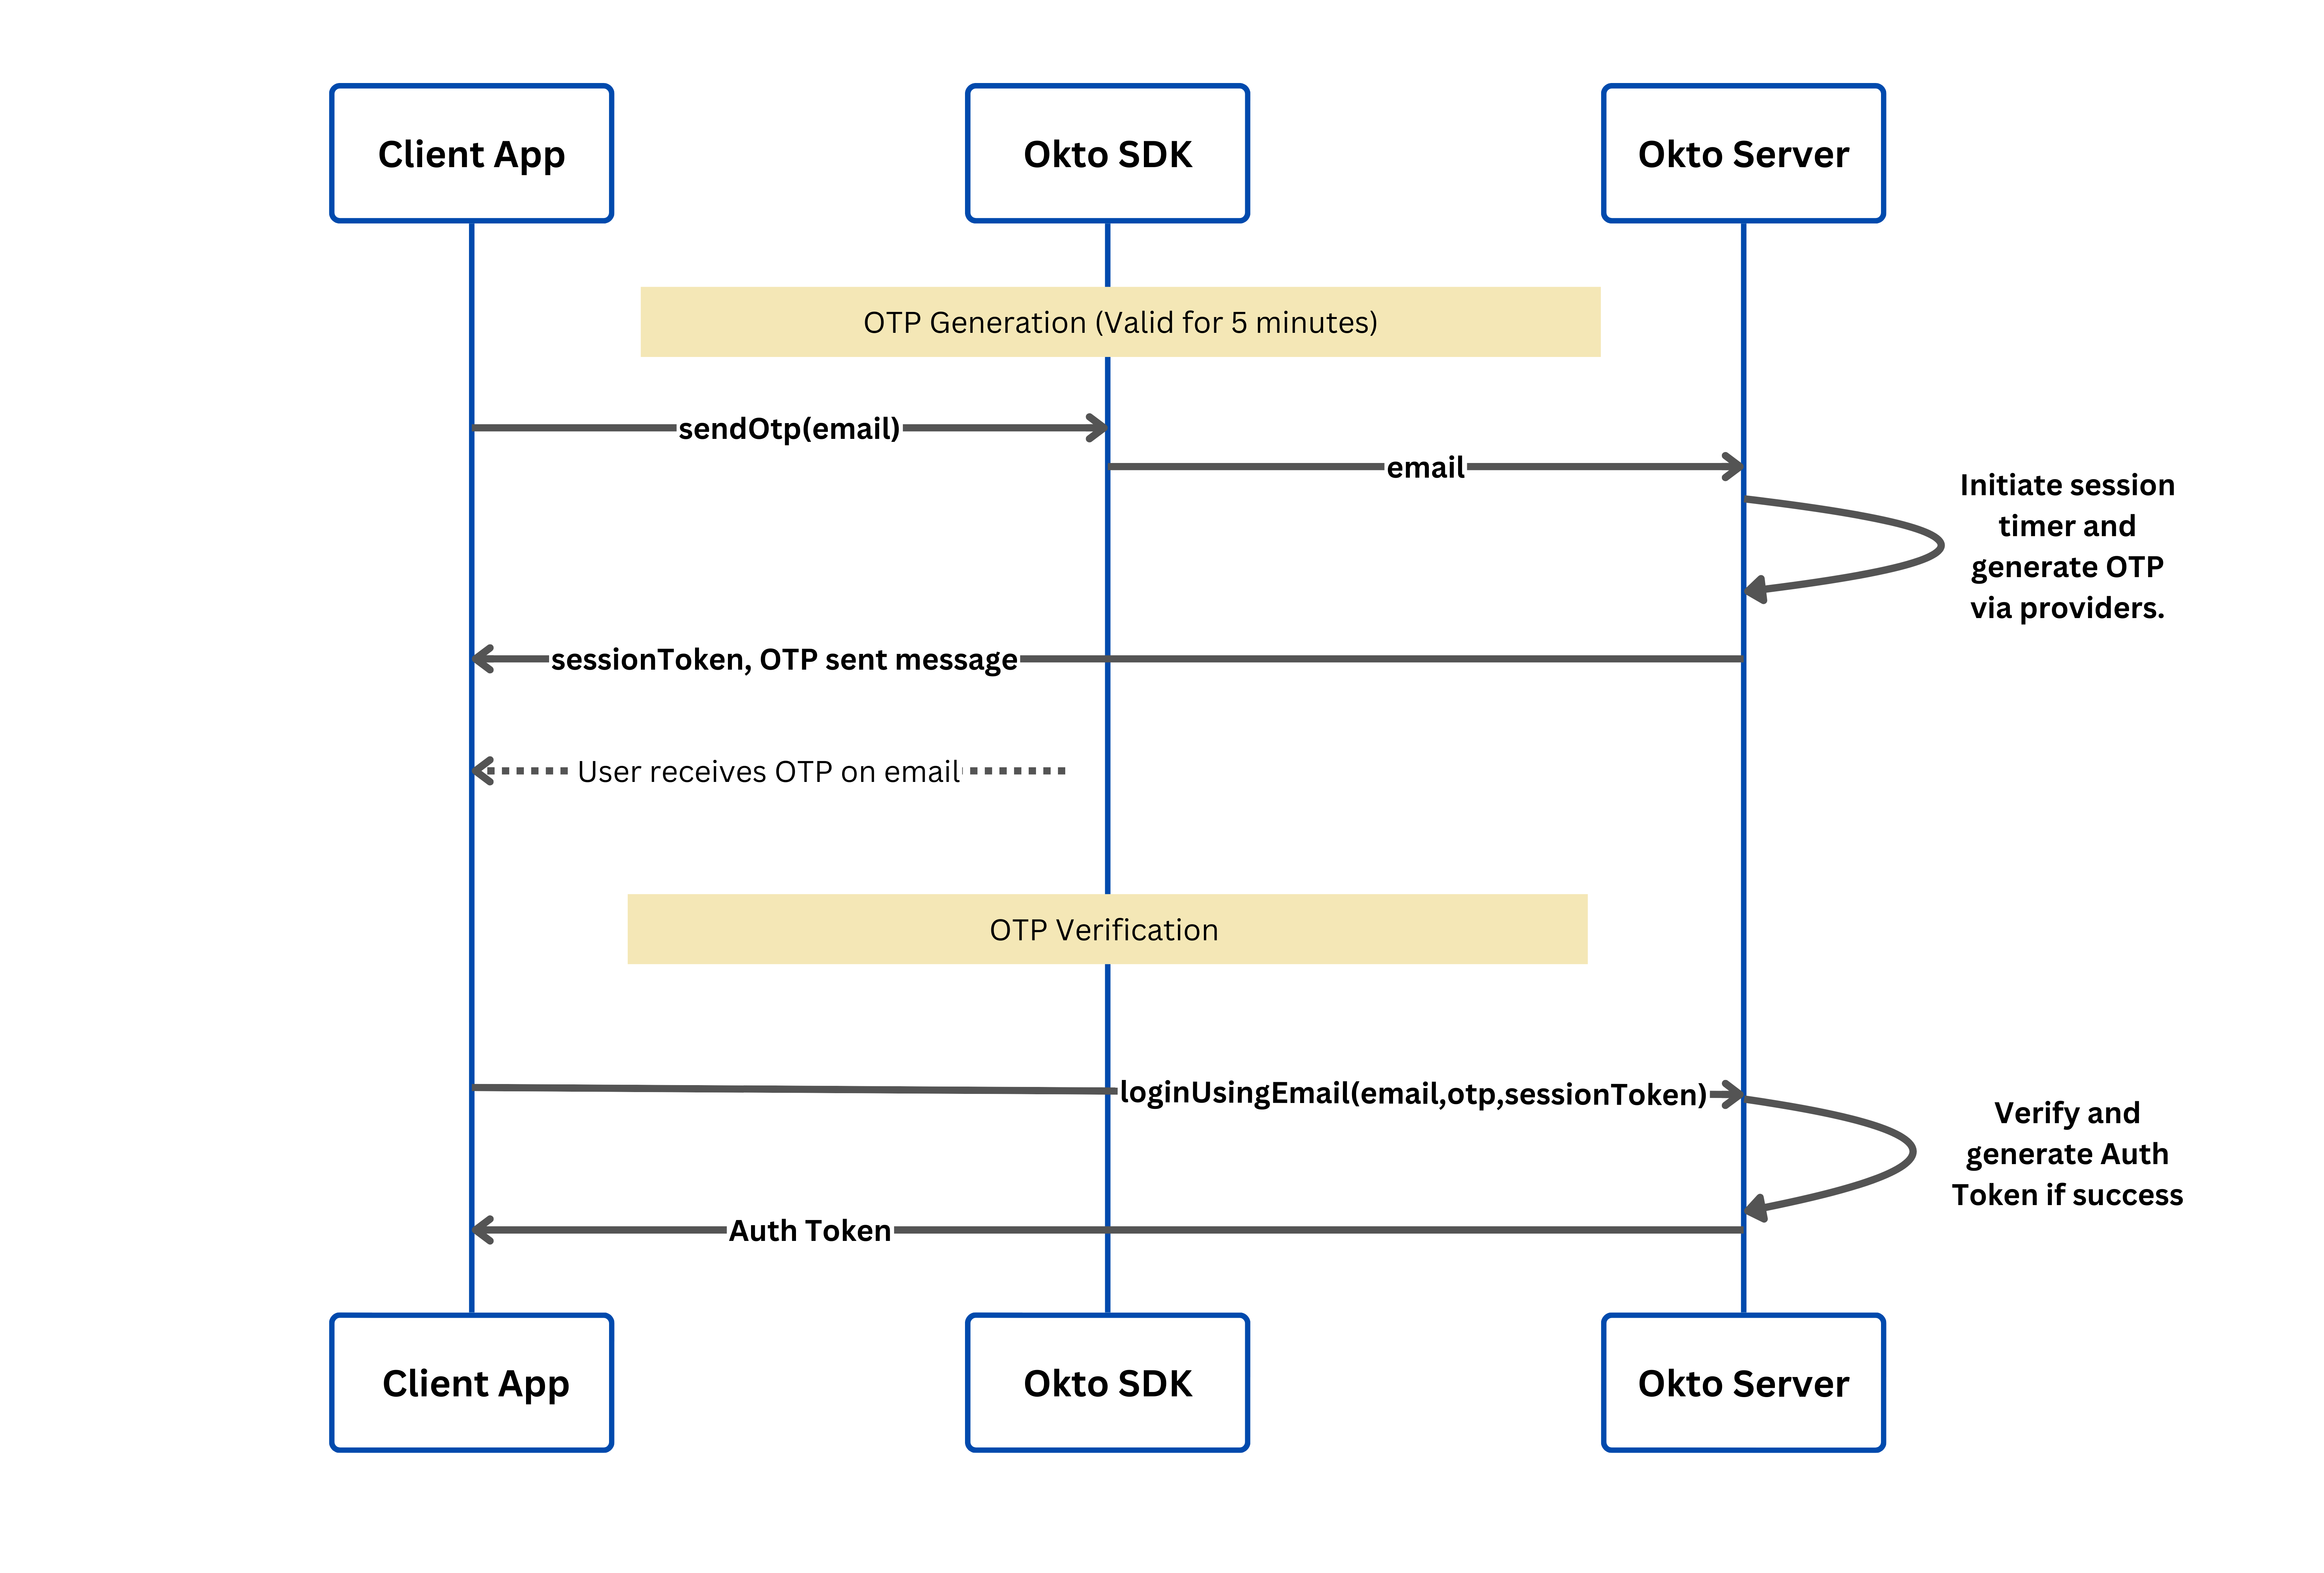 Client App
Okto SDK
Okto Server
OTP Generation (Valid for 5 minutes)
sendOtp(email)
email
Initiate session
timer and
generate OTP
via providers.
sessionToken, OTP sent message
User receives OTP on email
OTP Verification
loginUsingEmail(email,otp,sessionToken)
Verify and
generate Auth
Token if success
Auth Token
Client App
Okto SDK
Okto Server